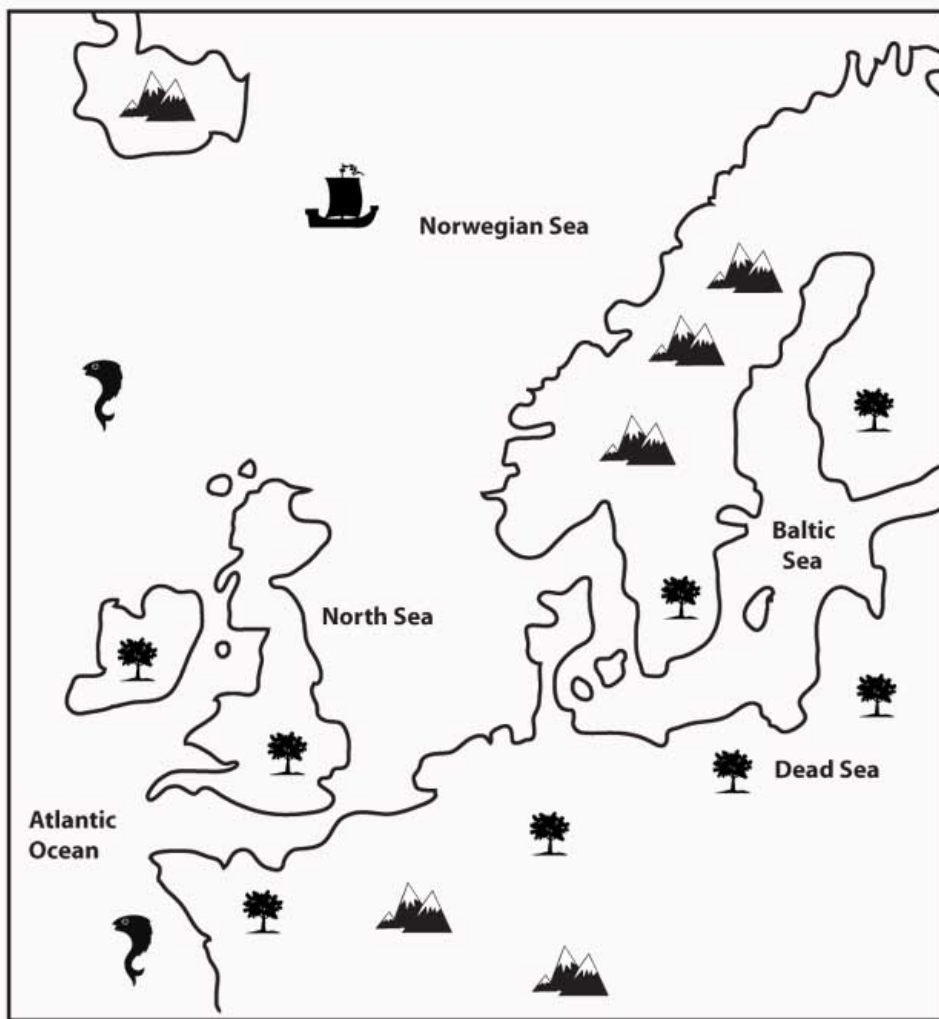 Norwegian Sea
Baltic
Sea
North Sea
Dead Sea
Atlantic
Ocean